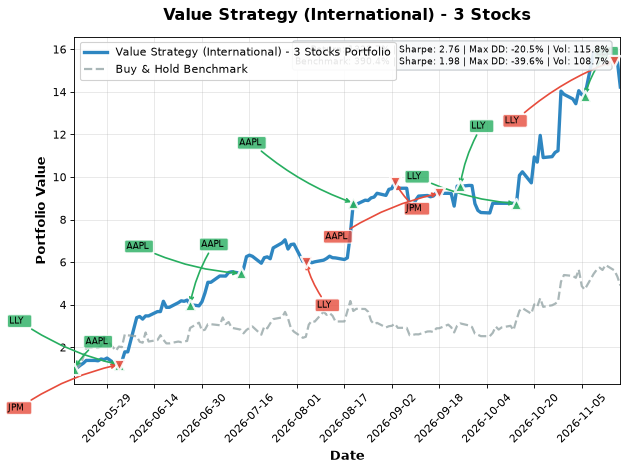 Value Strategy (International) - 3 Stocks
Value Strategy (International) - 3 Stocks Portfolio
Buy & Hold Benchmark
Sharpe: 2.76 | Max DD: -20.5% | Vol: 115.8%
Benchmark: 390.4% Sharpe: 1.98 | Max DD: -39.6% | Vol: 108.7%
Portfolio Value
16
14
12
10
8
6
4
2
LLY
LLY
LLY
AAPL
LLY
JPM
AAPL
AAPL
AAPL
LLY
LLY
AAPL
JPM
2026-05-29
2026-06-14
2026-06-30
2026-07-16
2026-08-01
2026-08-17
2026-09-02
2026-09-18
2026-10-04
2026-10-20
2026-11-05
Date